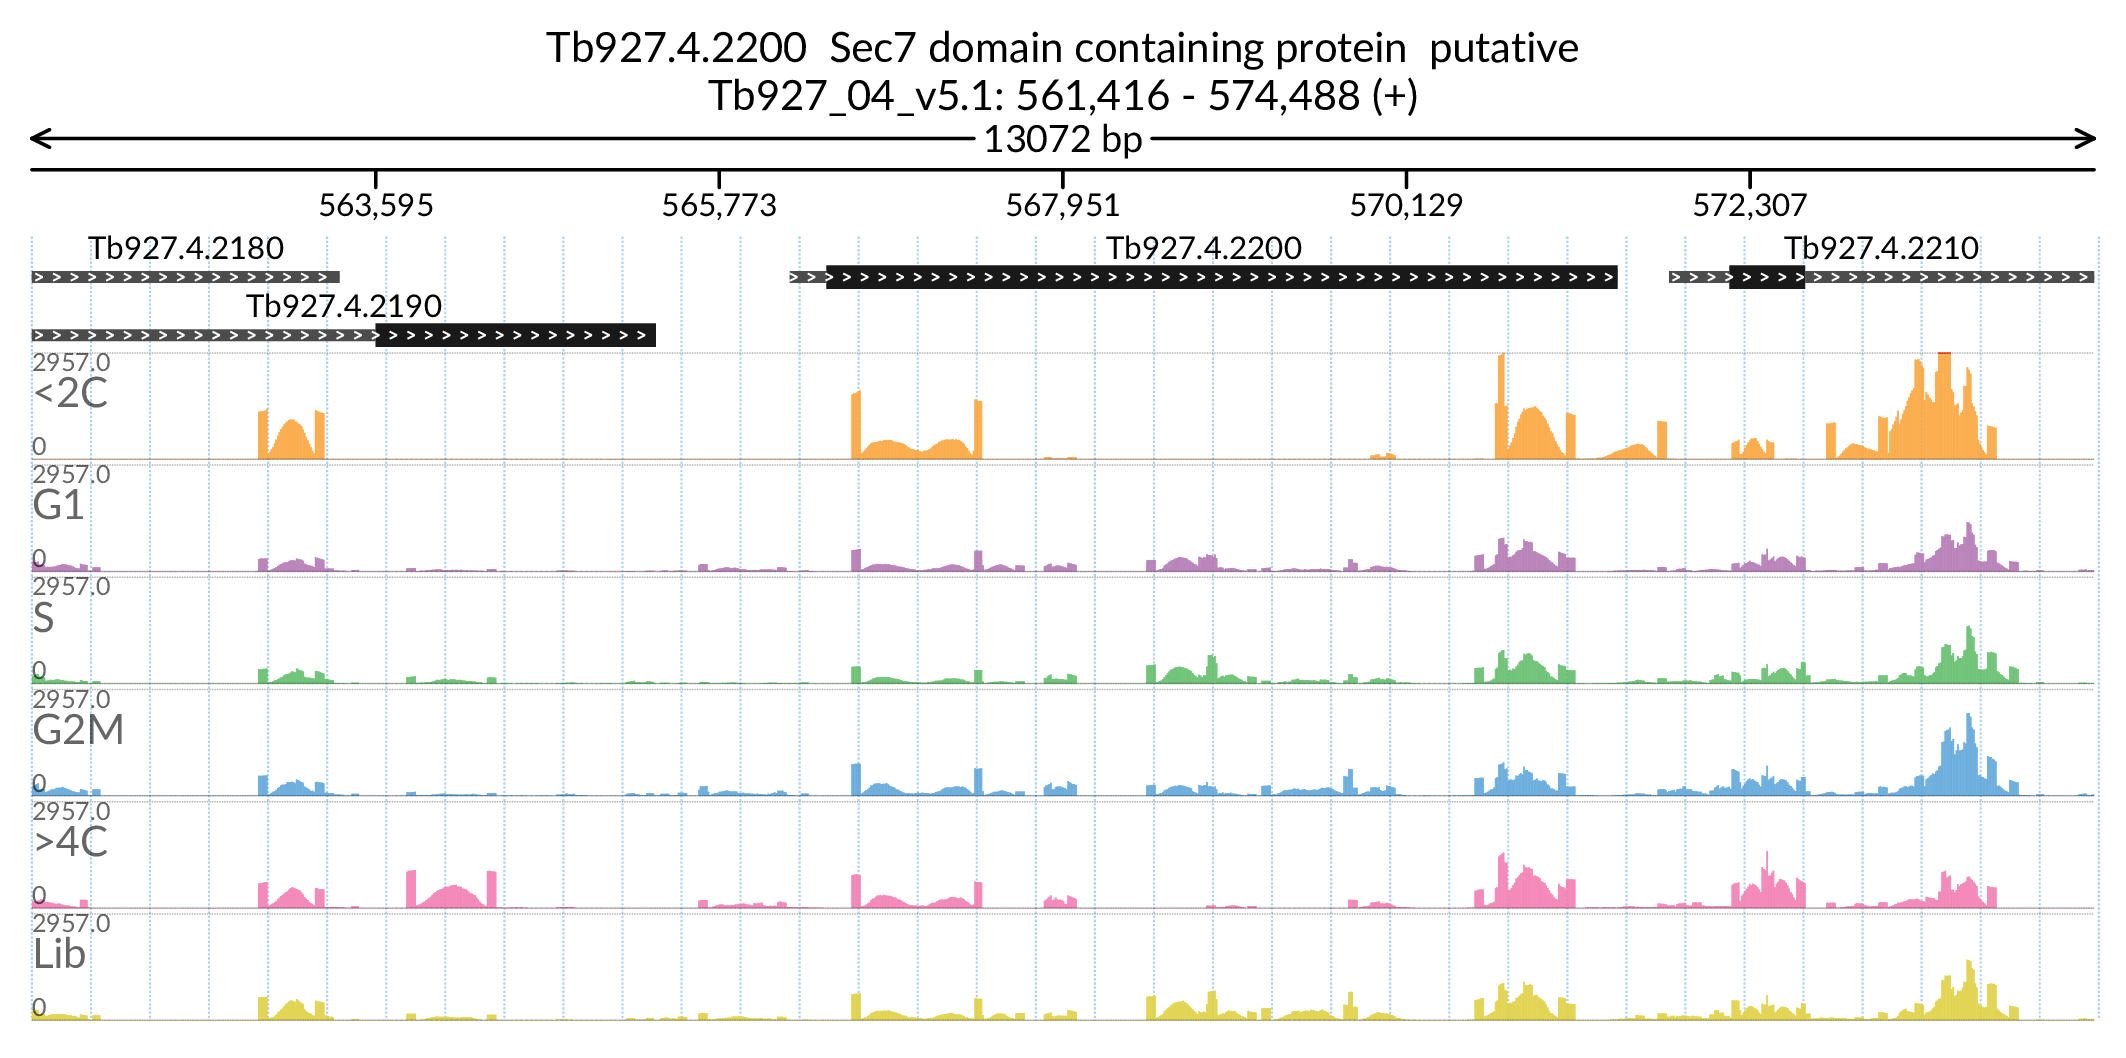 Tb927.4.2200  Sec7 domain containing protein  putative
Tb927_04_v5.1: 561,416 - 574,488 (+)
13072 bp
563,595 565,773 567,951 570,129 572,307
Tb927.4.2180 Tb927.4.2200 Tb927.4.2210
Tb927.4.2190
2957.0
<2C
0
2957.0
G1
0
2957.0
S
0
2957.0
G2M
0
2957.0
>4C
0
2957.0
Lib
0